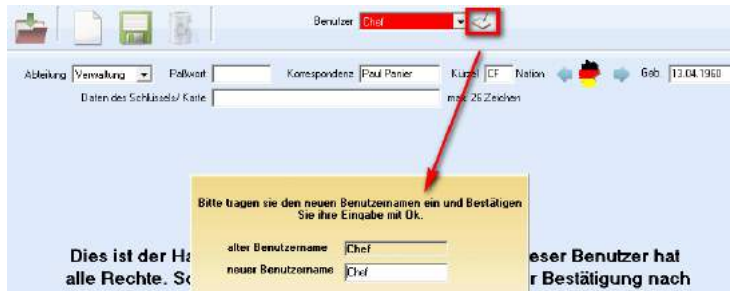 Benutzer Chef
Abteilung Verwaltung Paßwort Korrespondenz Paul Panier Kürzel CF Nation Geb. 13.04.1960
Daten des Schlüssels/ Karte max. 26 Zeichen
Bitte tragen sie den neuen Benutzernamen ein und Bestätigen
Sie ihre Eingabe mit Ok.
alter Benutzername Chef
neuer Benutzername Chef
Dies ist der Ha eser Benutzer hat
alle Rechte. So r Bestätigung nach